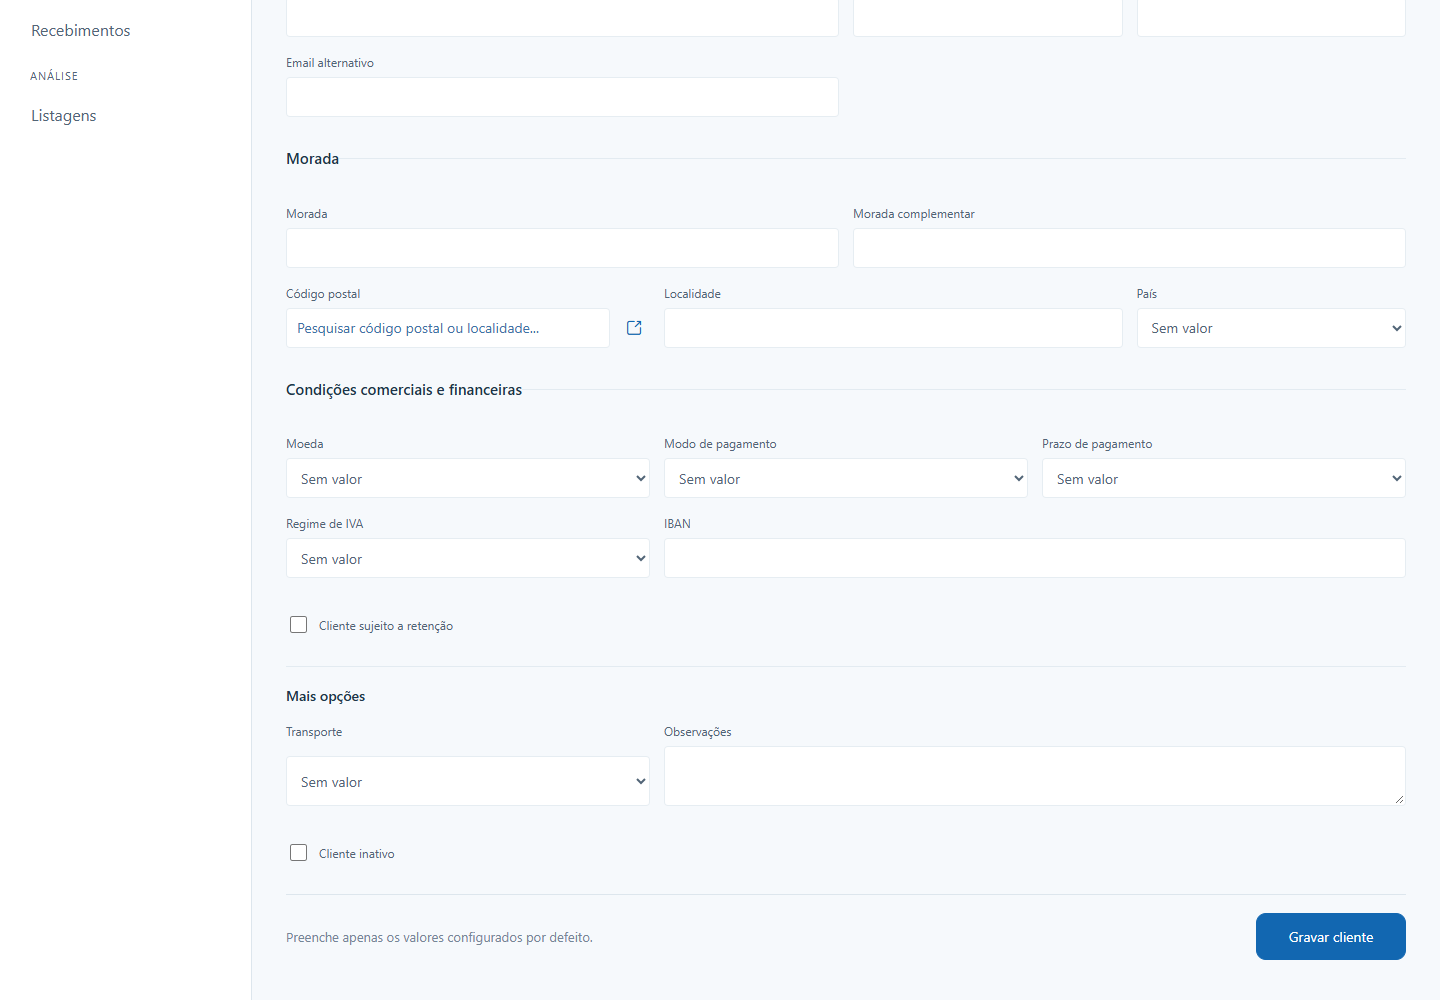 Recebimentos
ANÁLISE
Listagens
Email alternativo
Morada
Morada
Morada complementar
Código postal
Localidade
País
Pesquisar código postal ou localidade...
Sem valor
Condições comerciais e financeiras
Moeda
Modo de pagamento
Prazo de pagamento
Sem valor
Sem valor
Sem valor
Regime de IVA
IBAN
Sem valor
Cliente sujeito a retenção
Mais opções
Transporte
Observações
Sem valor
Cliente inativo
Preenche apenas os valores configurados por defeito.
Gravar cliente